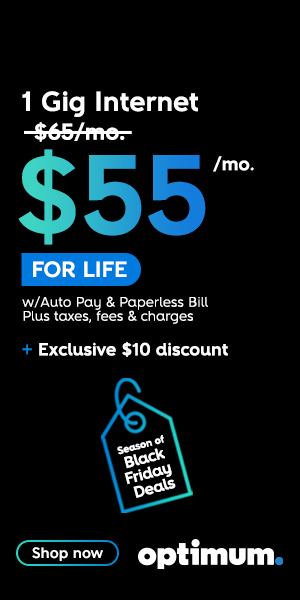 1 Gig Internet
$65/mo.
$55 /mo.
FOR LIFE
w/Auto Pay & Paperless Bill
Plus taxes, fees & charges
+ Exclusive $10 discount
Season of
Black
Friday
Deals
Shop now
optimum.